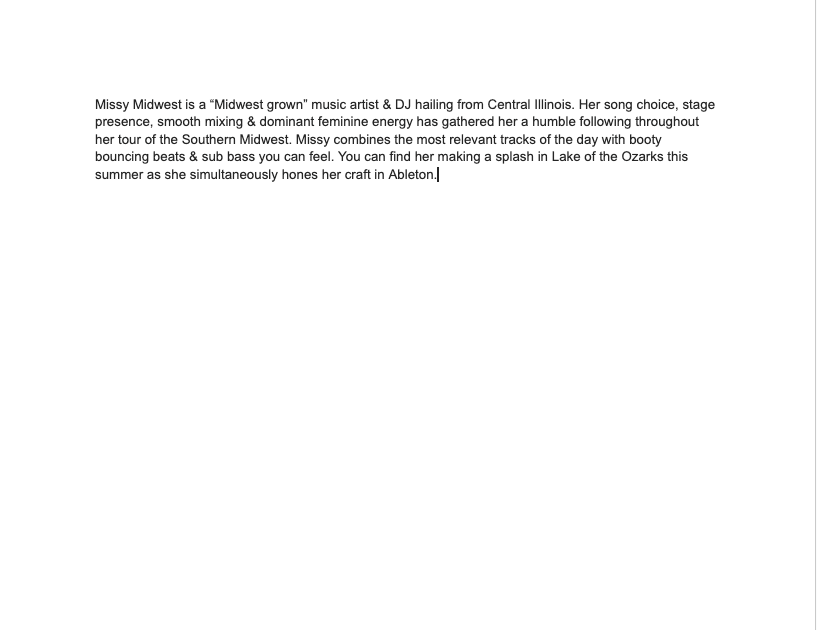 Missy Midwest is a “Midwest grown” music artist & DJ hailing from Central Illinois. Her song choice, stage
presence, smooth mixing & dominant feminine energy has gathered her a humble following throughout
her tour of the Southern Midwest. Missy combines the most relevant tracks of the day with booty
bouncing beats & sub bass you can feel. You can find her making a splash in Lake of the Ozarks this
summer as she simultaneously hones her craft in Ableton.